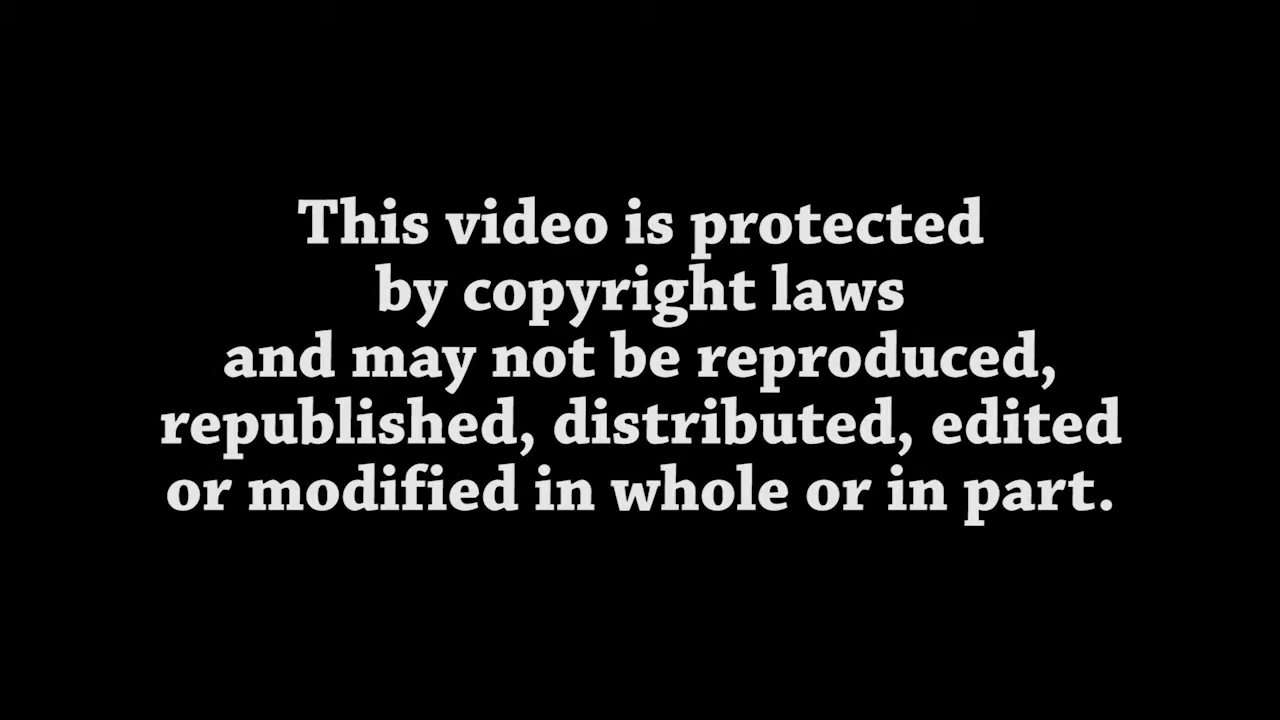 This video is protected
by copyright laws
and may not be reproduced,
republished, distributed, edited
or modified in whole or in part.